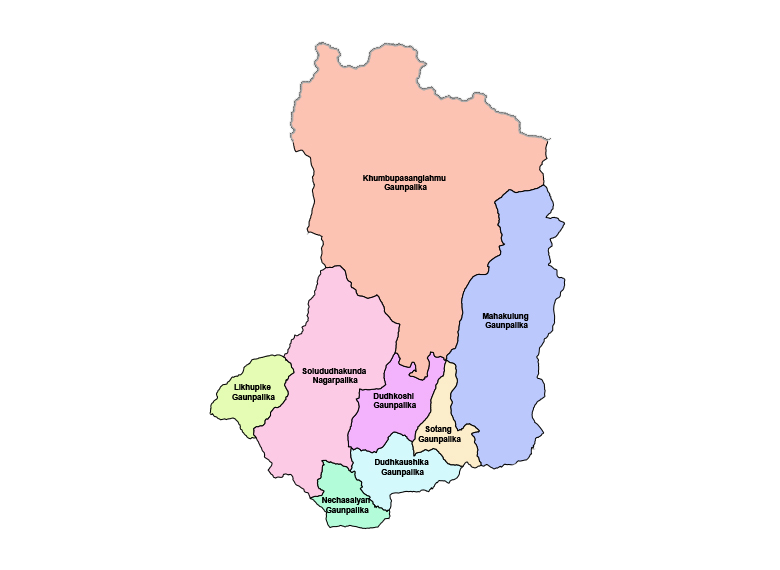 Khumbupasanglahmu
Gaunpalika
Mahakulung
Gaunpalika
Solududhakunda
Nagarpalika
Likhupike
Gaunpalika
Dudhkoshi
Gaunpalika
Sotang
Gaunpalika
Dudhkaushika
Gaunpalika
Nechasalyan
Gaunpalika